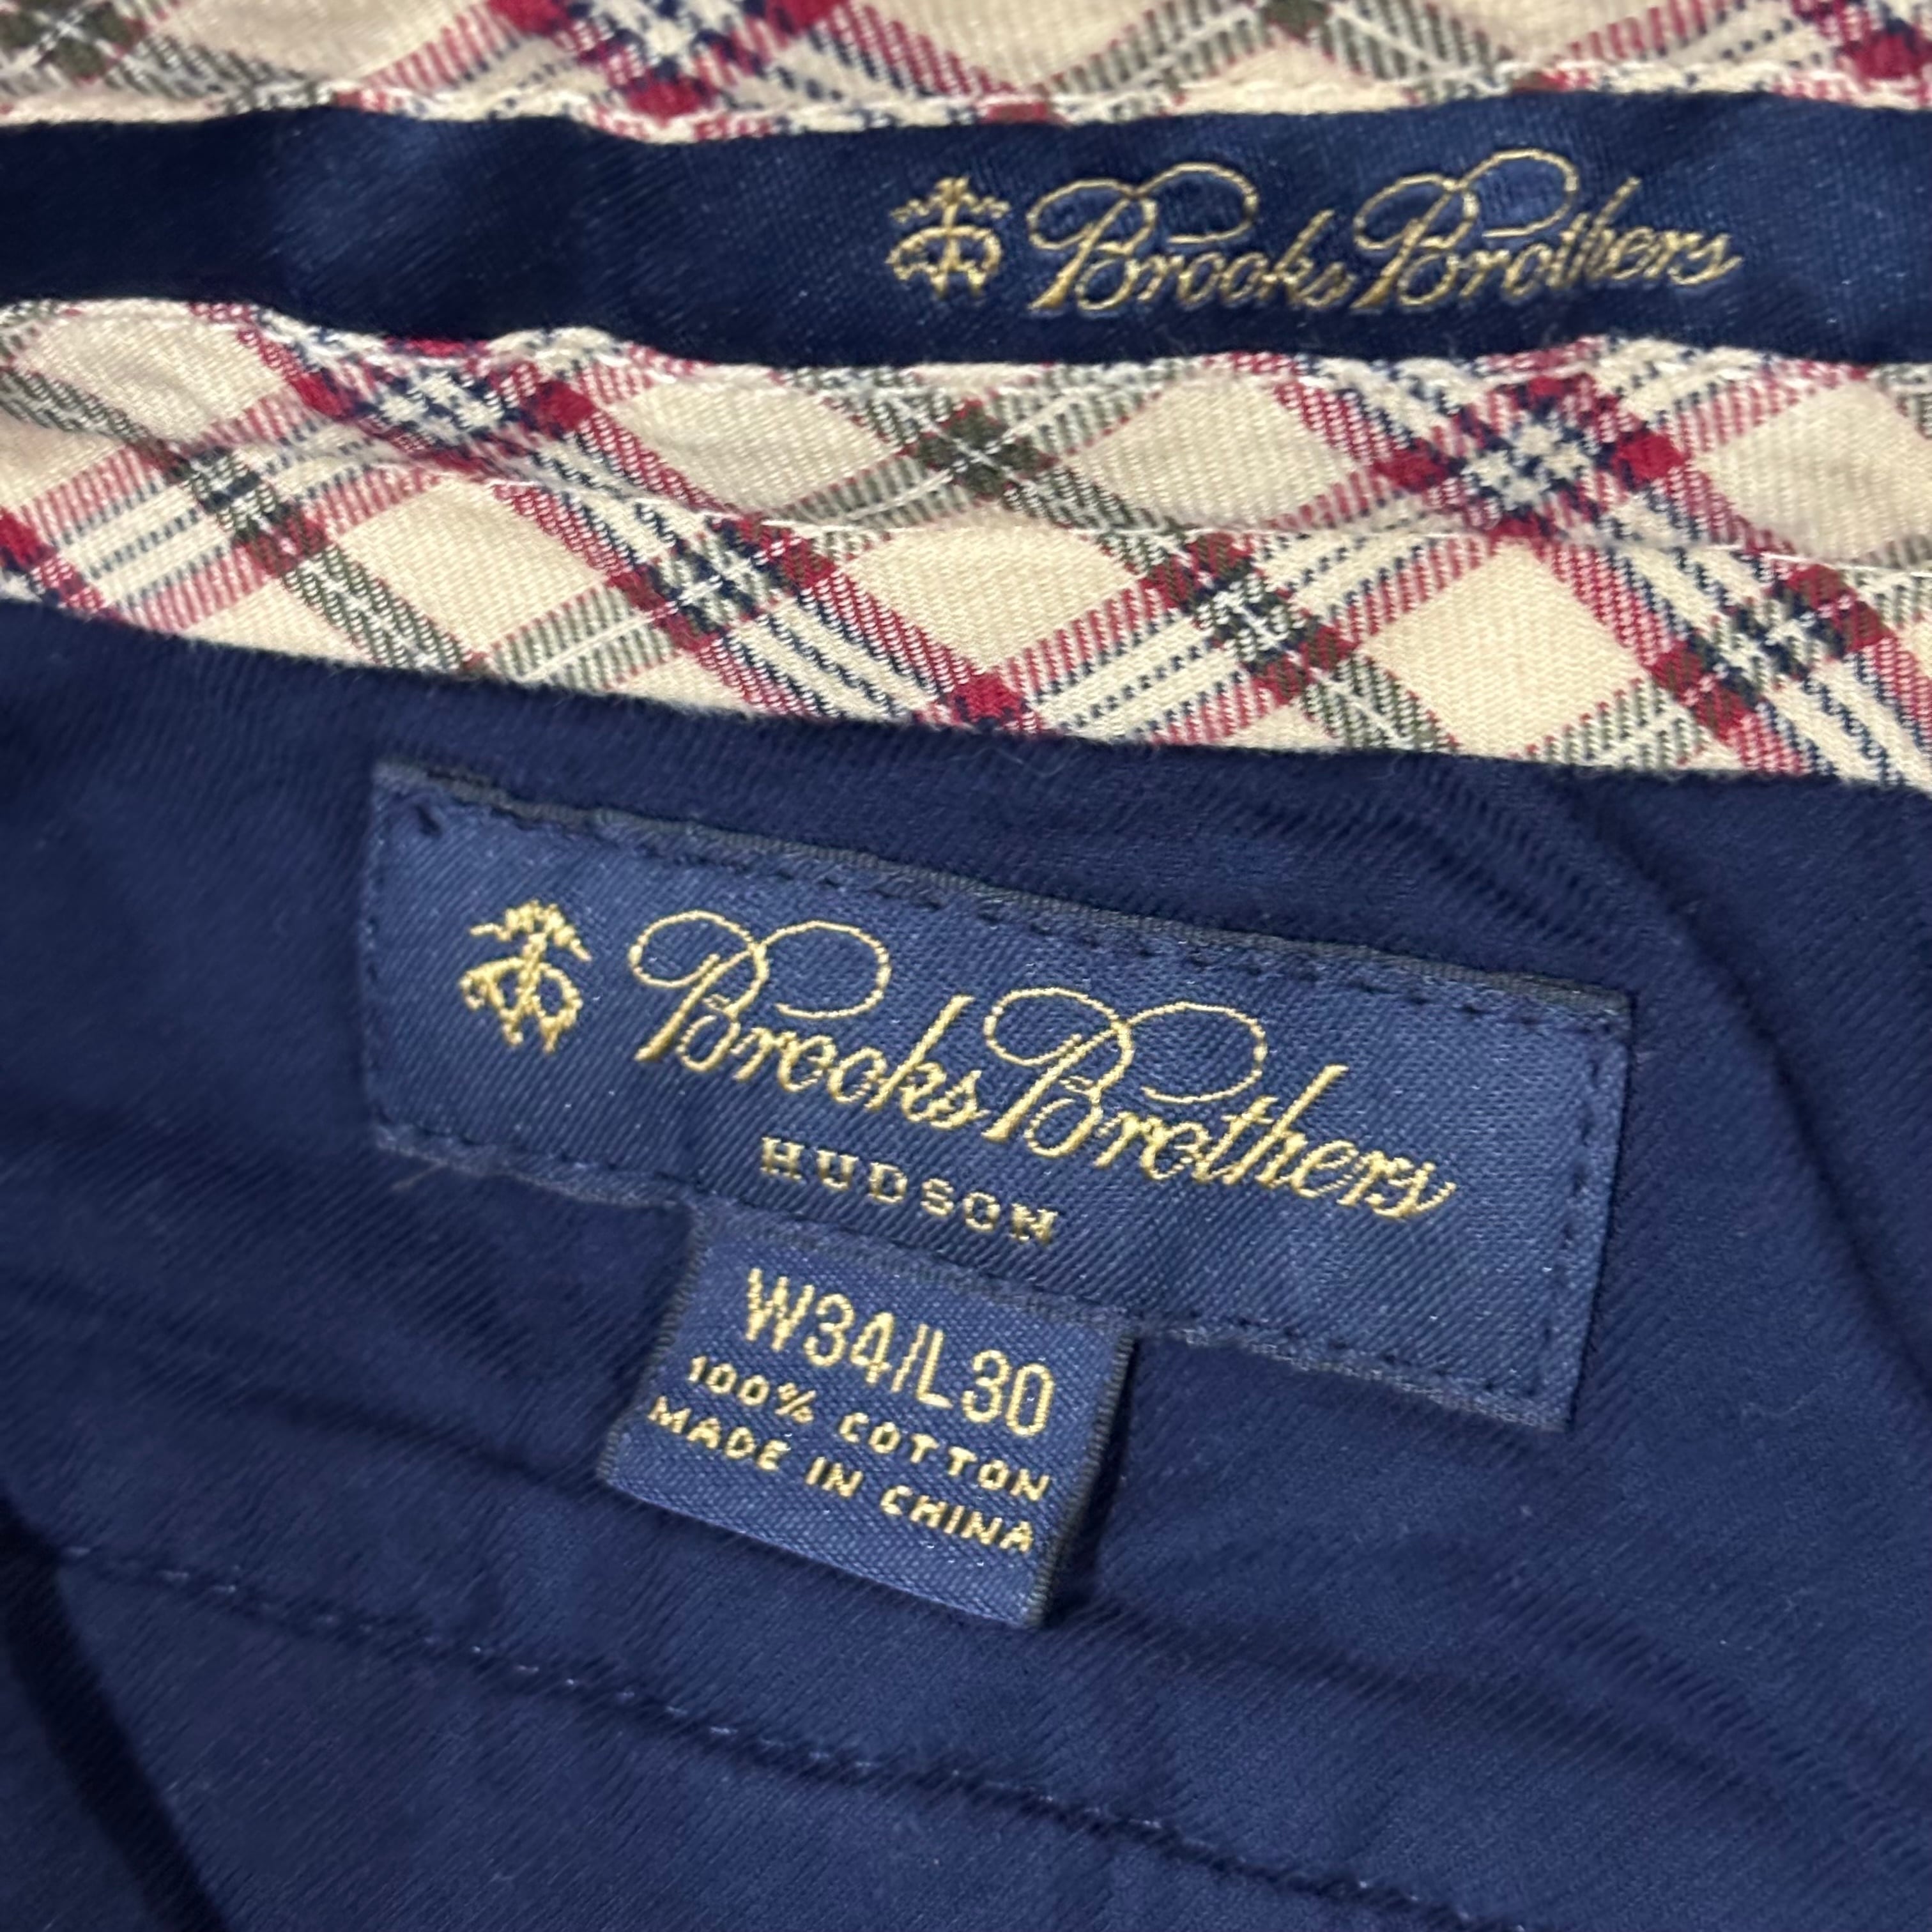 Brooks Brothers
Brooks Brothers
HUDSON
W34/L30
100% COTTON
MADE IN CHINA